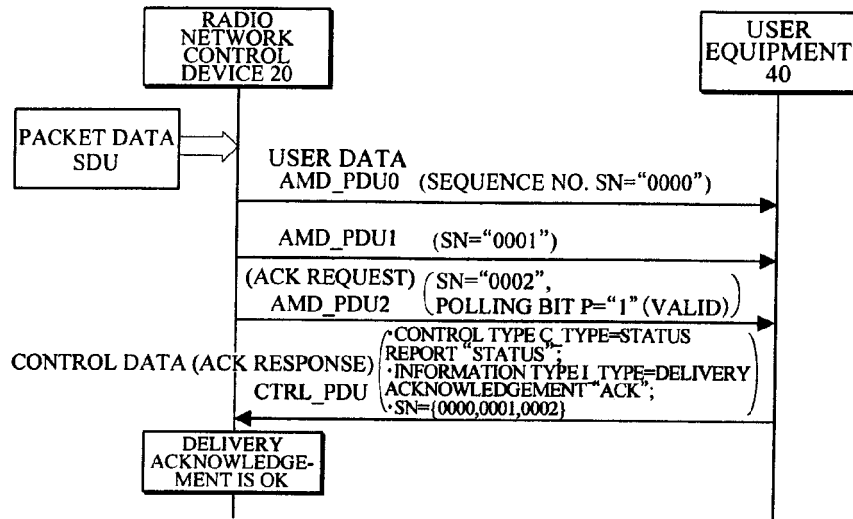 RADIO
NETWORK
CONTROL
DEVICE 20
USER
EQUIPMENT
40
PACKET DATA
SDU
USER DATA
AMD_PDU0 (SEQUENCE NO. SN="0000")
AMD_PDU1 (SN="0001")
(ACK REQUEST) SN="0002",
AMD_PDU2 POLLING BIT P="1" (VALID)
CONTROL DATA (ACK RESPONSE)
CTRL_PDU
·CONTROL TYPE C_TYPE=STATUS
REPORT "STATUS";
·INFORMATION TYPE I_TYPE=DELIVERY
ACKNOWLEDGEMENT "ACK";
·SN={0000,0001,0002}
DELIVERY
ACKNOWLEDGE-
MENT IS OK